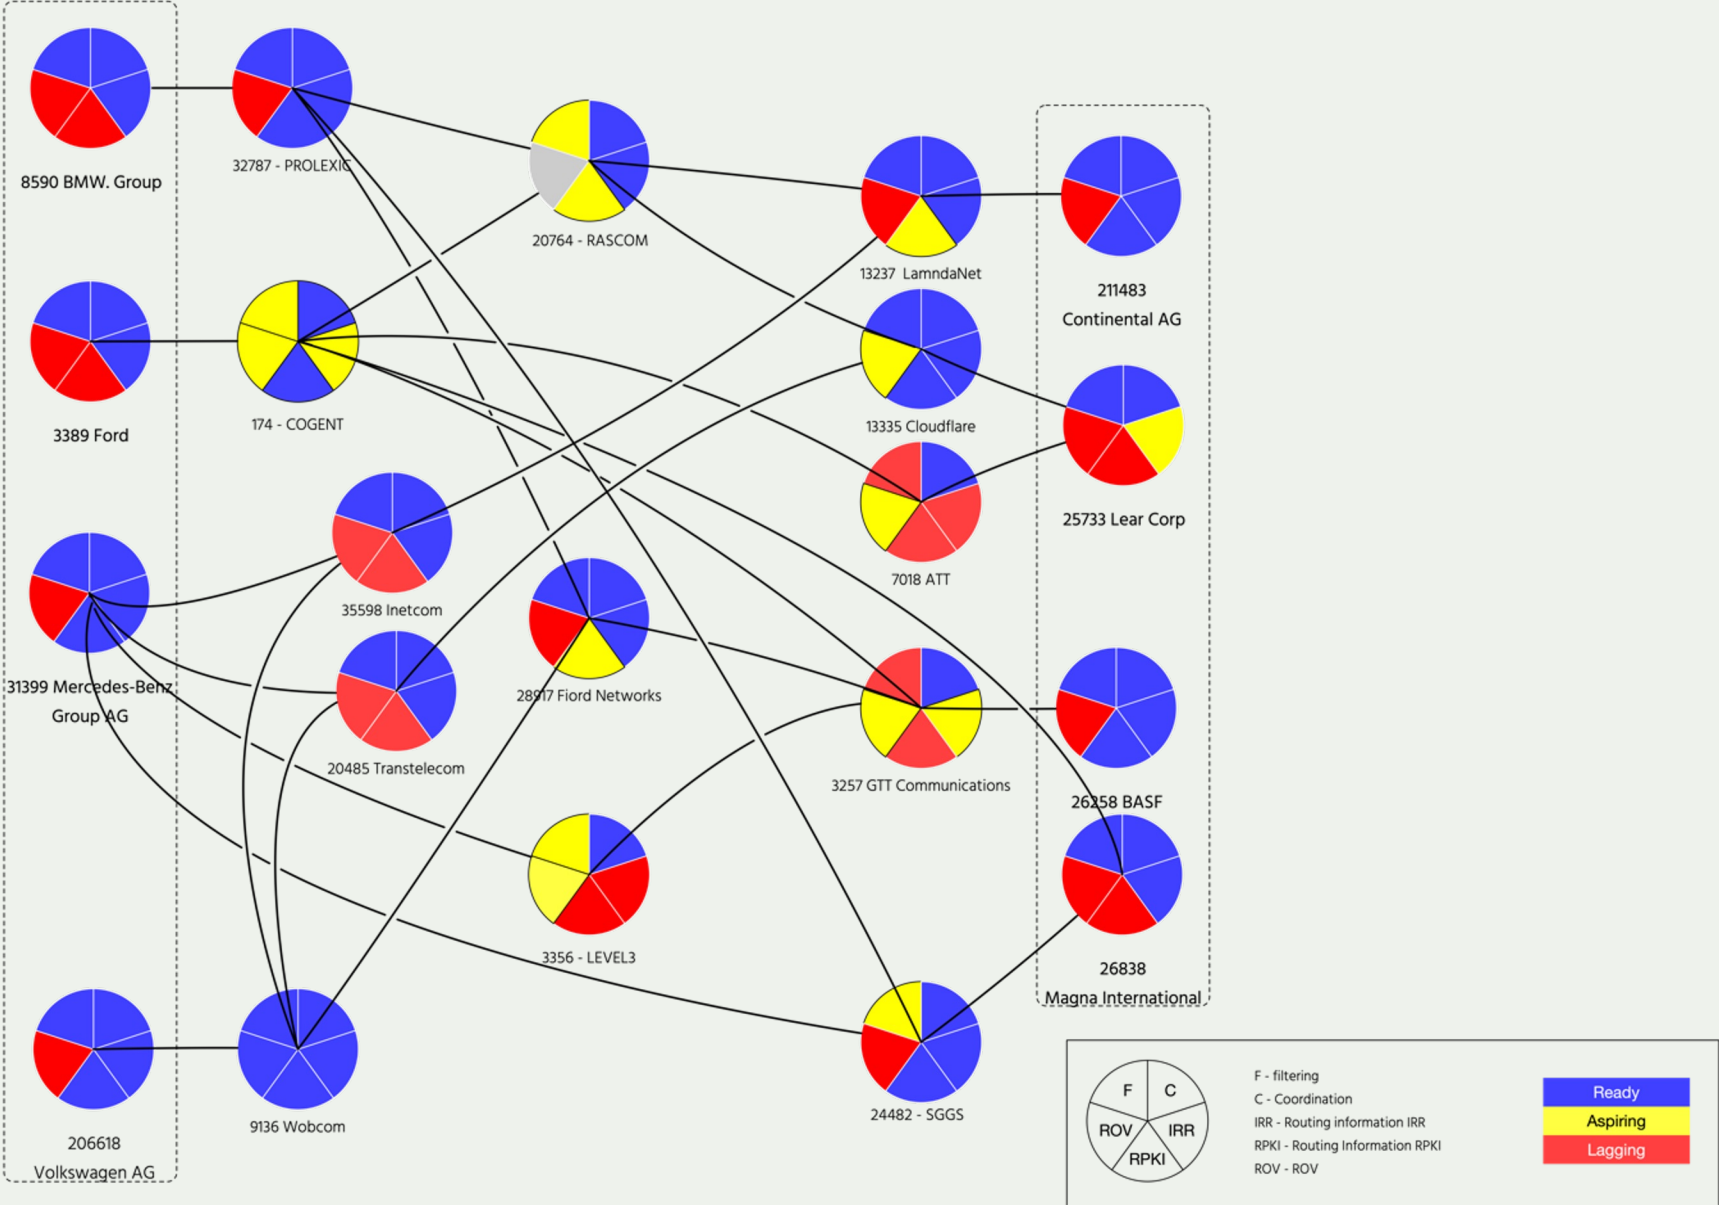 8590 BMW. Group
32787 - PROLEXIC
20764 - RASCOM
13237 LamndaNet
211483
Continental AG
3389 Ford
174 - COGENT
13335 Cloudflare
25733 Lear Corp
7018 ATT
35598 Inetcom
31399 Mercedes-Benz
Group AG
28917 Fiord Networks
20485 Transtelecom
3257 GTT Communications
26258 BASF
3356 - LEVEL3
26838
Magna International
24482 - SGGS
9136 Wobcom
206618
Volkswagen AG
F
C
ROV
IRR
RPKI
F - filtering
C - Coordination
IRR - Routing information IRR
RPKI - Routing Information RPKI
ROV - ROV
Ready
Aspiring
Lagging